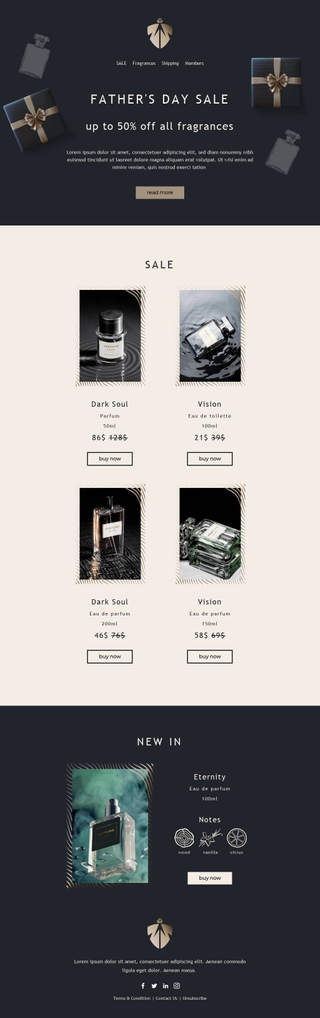 SALE Fragrances Shipping Members
FATHER'S DAY SALE
up to 50% off all fragrances
Lorem ipsum dolor sit amet, consectetuer adipiscing elit, sed diam nonummy nibh
euismod tincidunt ut laoreet dolore magna aliquam erat volutpat. Ut wisi enim ad
minim veniam, quis nostrud exerci
read more
SALE
Dark Soul
Parfum
50ml
86$ 128$
buy now
Vision
Eau de toilette
100ml
21$ 39$
buy now
Dark Soul
Eau de parfum
200ml
46$ 76$
buy now
Vision
Eau de parfum
150ml
58$ 69$
buy now
NEW IN
Eternity
Eau de parfum
100ml
Notes
wood vanilla citrus
buy now
Lorem ipsum dolor sit amet, consectetuer adipiscing elit. Aenean commodo
ligula eget dolor. Aenean massa.
Terms & Condition | Contact Us | Unsubscribe